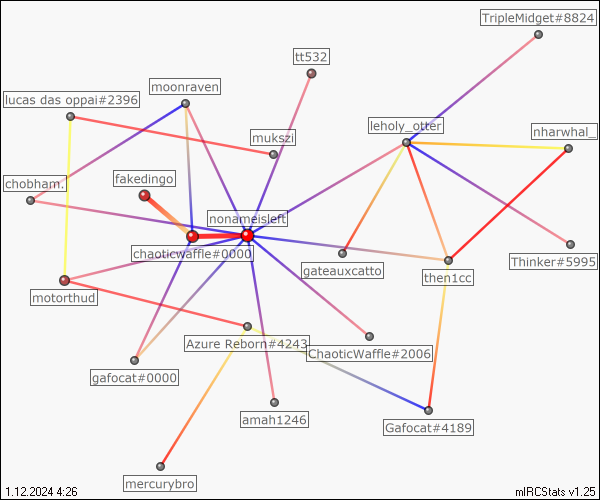 TripleMidget#8824
tt532
moonraven
lucas das oppai#2396
leholy_otter
nharwhal_
mukszi
chobham.
fakedingo
nonameisleft
chaoticwaffle#0000
Thinker#5995
gateauxcatto
then1cc
motorthud
Azure Reborn#4243
ChaoticWaffle#2006
gafocat#0000
amah1246
Gafocat#4189
mercurybro
1.12.2024 4:26
mIRCStats v1.25